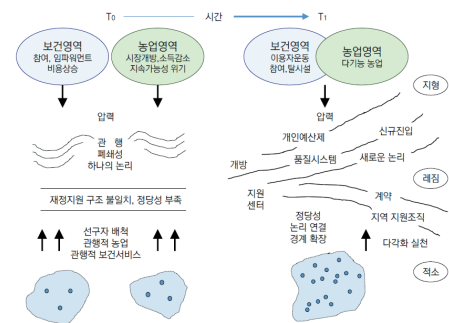 T₀ 시간 T₁
보건영역
참여, 임파워먼트
비용상승
농업영역
시장개방,소득감소
지속가능성 위기
보건영역
이용자운동
참여,탈시설
농업영역
다기능 농업
지형
압력
관 행
폐쇄성
하나의 논리
재정지원 구조 불일치, 정당성 부족
선구자 배척
관행적 농업
관행적 보건서비스
압력
개인예산제
신규진입
개방
품질시스템
새로운 논리
레짐
지원
센터
계약
정당성
논리 연결
경계 확장
지역 지원조직
다각화 실천
적소